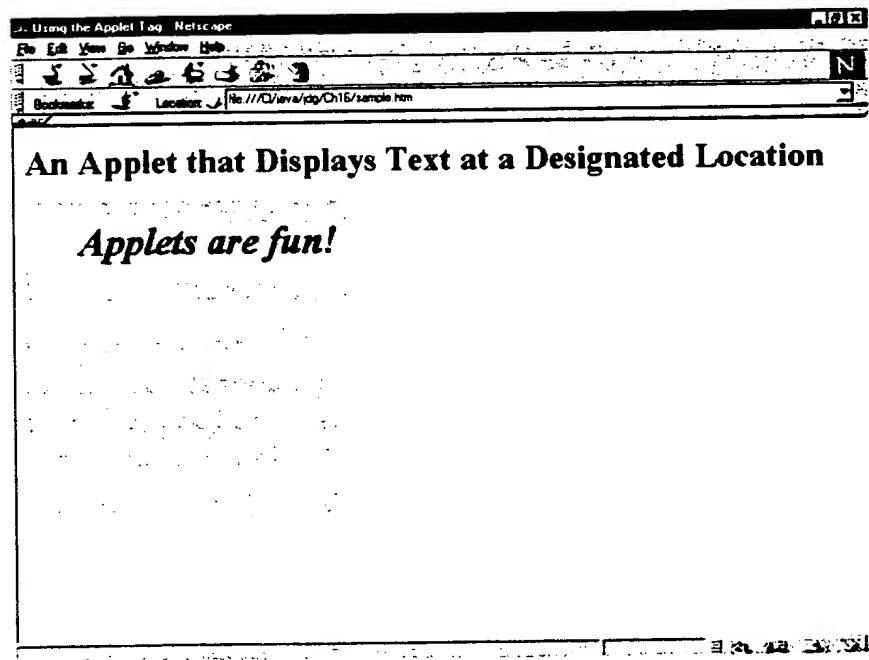 Using the Applet Tag Netscape
File Edit View Go Window Help
N
Bookmarks Location: file:///C|/java/jdg/Ch16/sample.htm
An Applet that Displays Text at a Designated Location
Applets are fun!